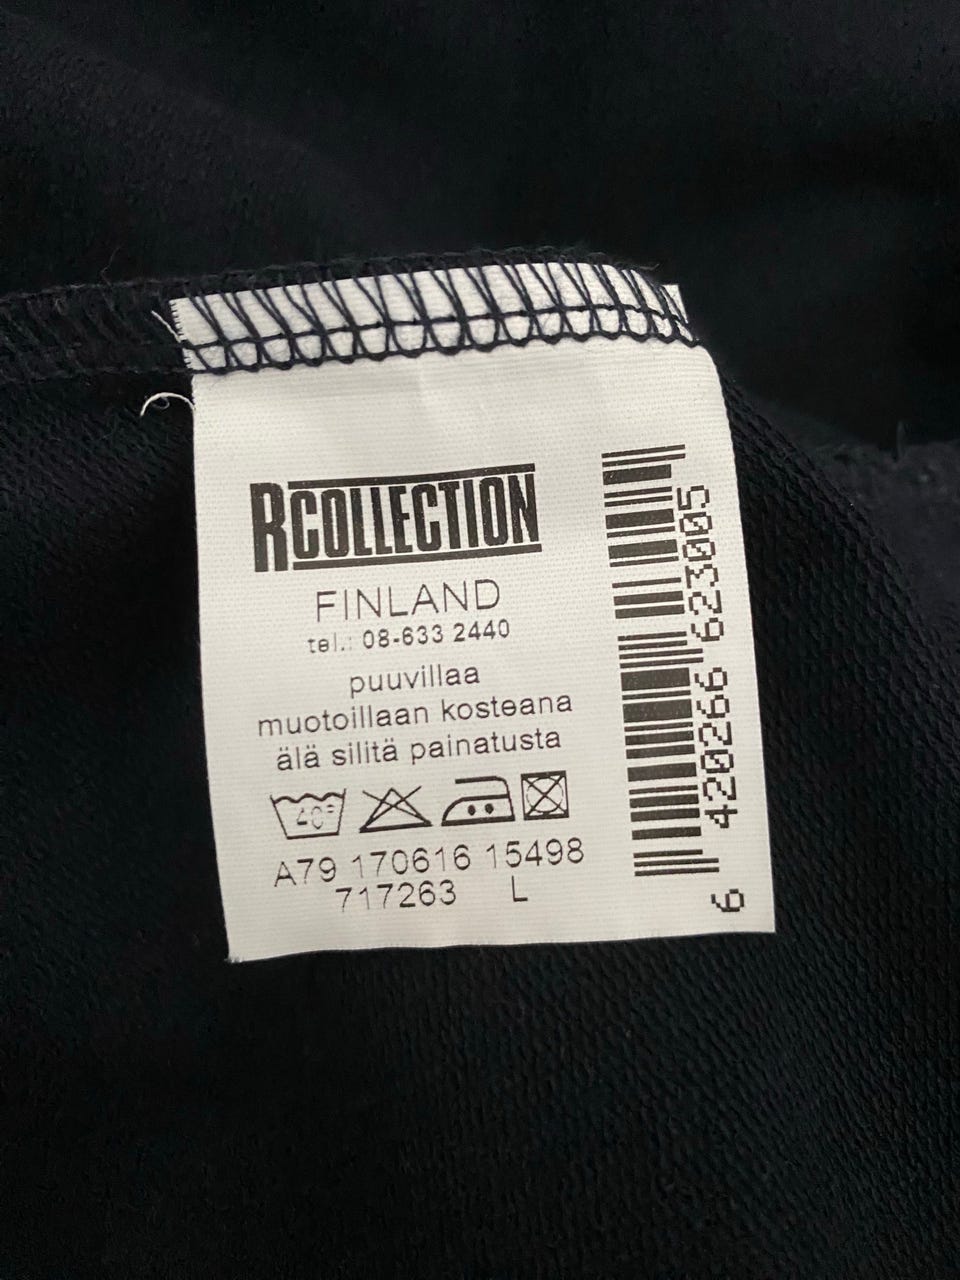 RCOLLECTION
FINLAND
tel.: 08-633 2440
puuvillaa
muotoillaan kosteana
älä silitä painatusta
40°
A79 170616 15498
717263 L
6 420266 623005